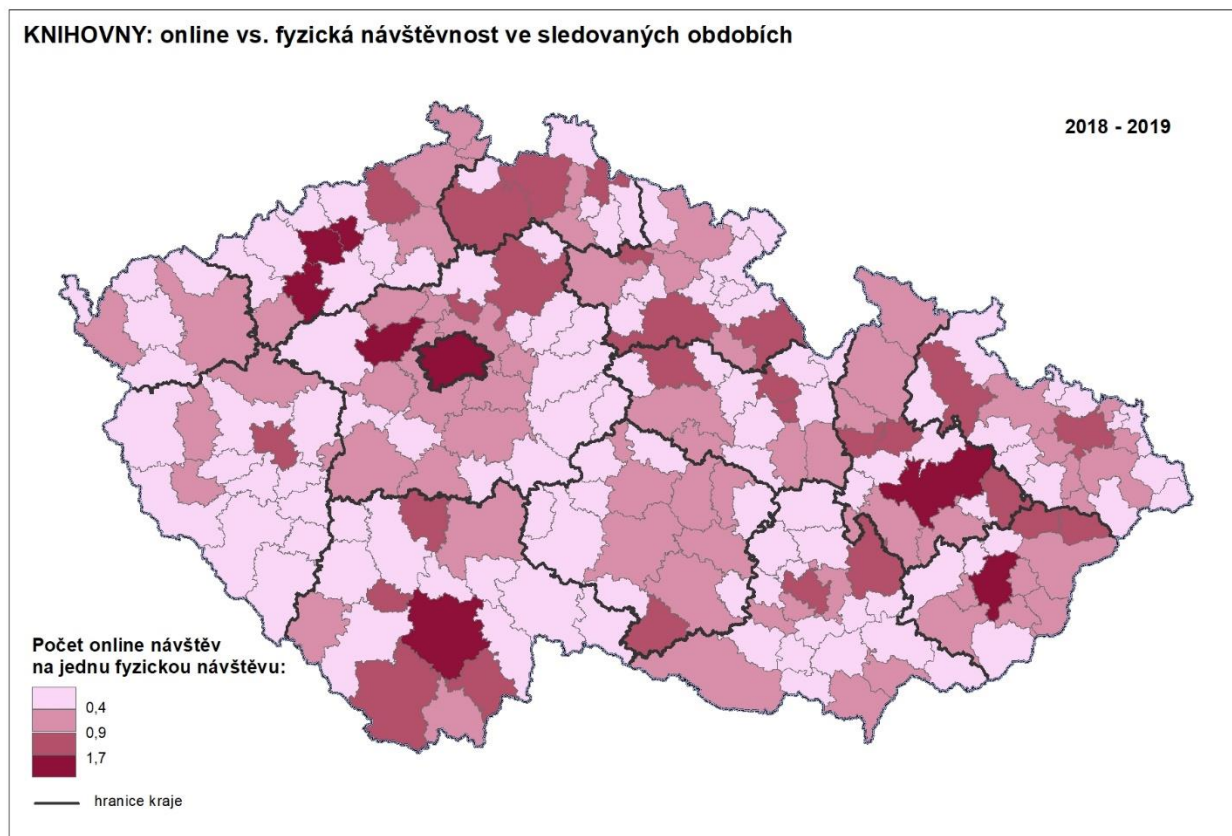 KNIHOVNY: online vs. fyzická návštěvnost ve sledovaných obdobích
2018 - 2019
Počet online návštěv
na jednu fyzickou návštěvu:
0,4
0,9
1,7
hranice kraje